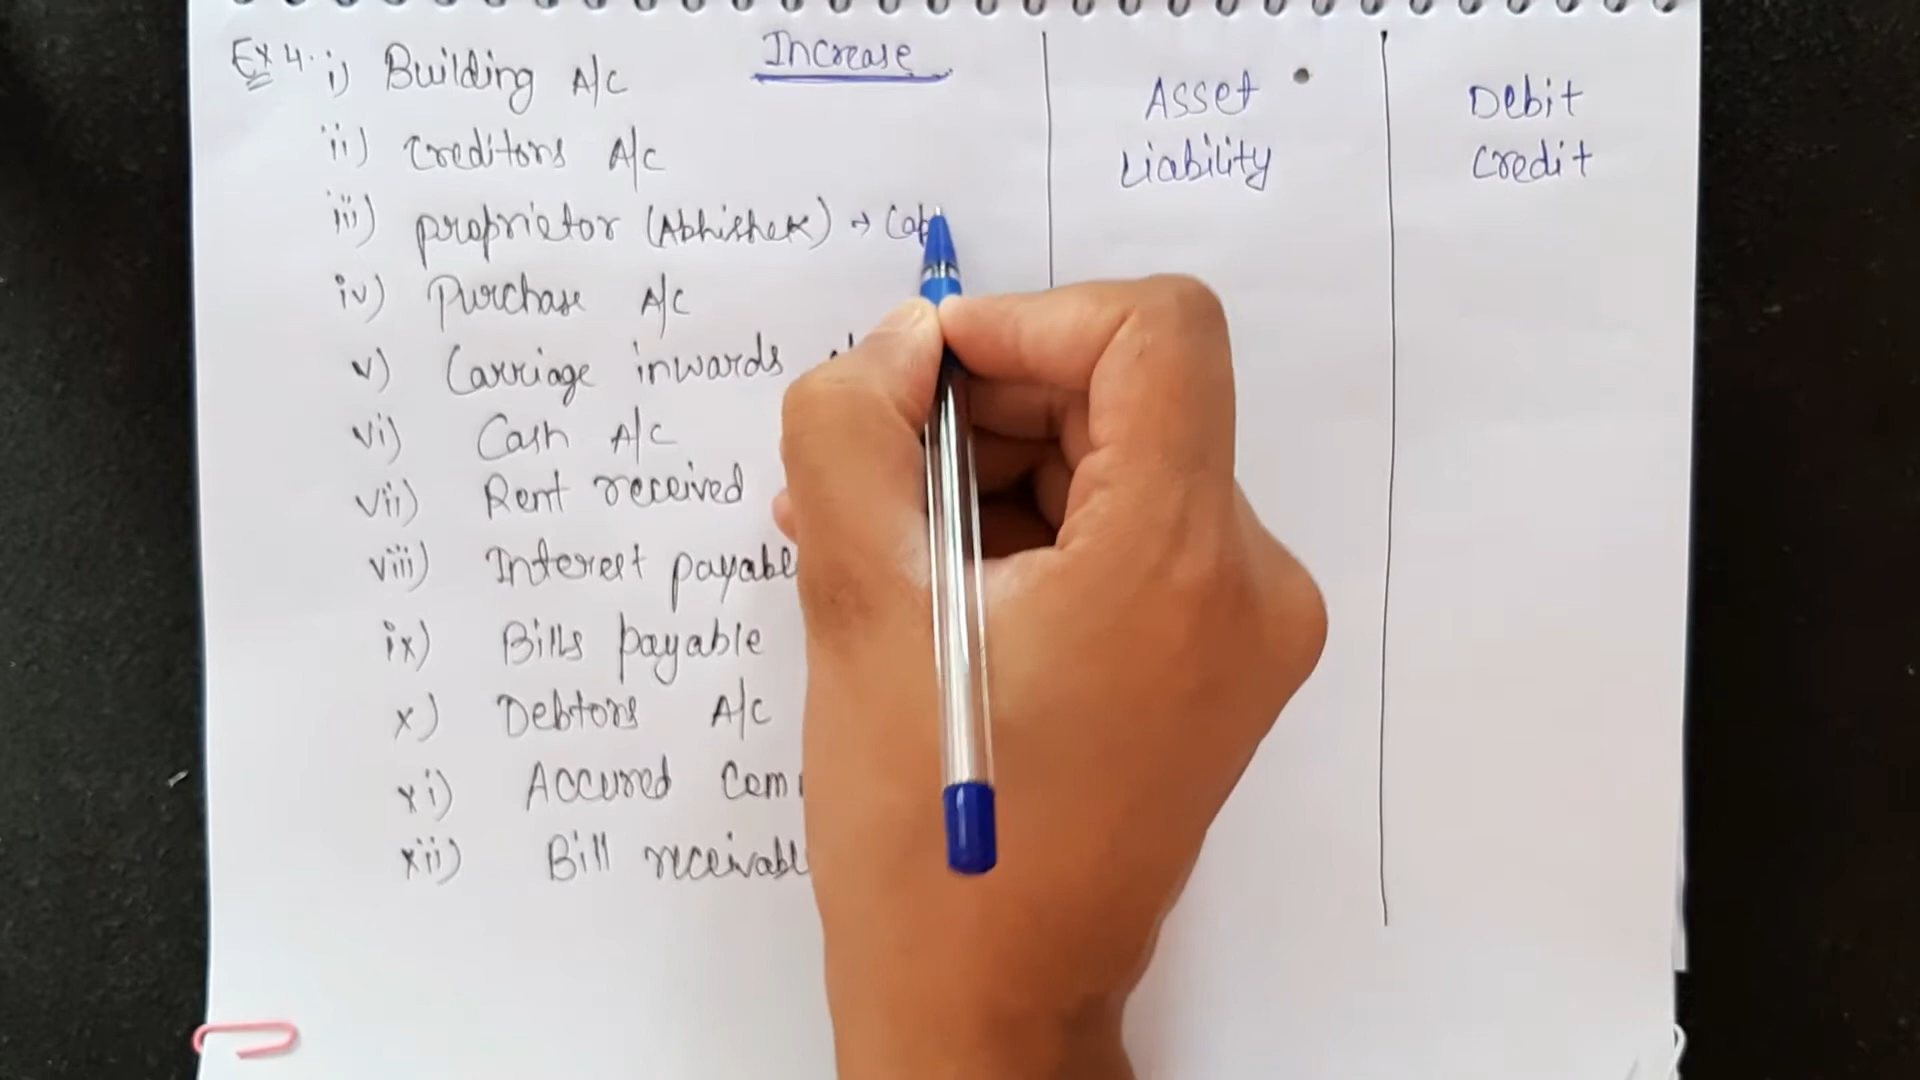 Ex 4. i) Building A/C Increase Asset Debit
ii) Creditors A/C Liability Credit
iii) proprietor (Abhishek) → Cap
iv) Purchase A/C
v) Carriage inwards
vi) Cash A/C
vii) Rent received
viii) Interest payable
ix) Bills payable
x) Debtors A/C
xi) Accured Com
xii) Bill receivabl